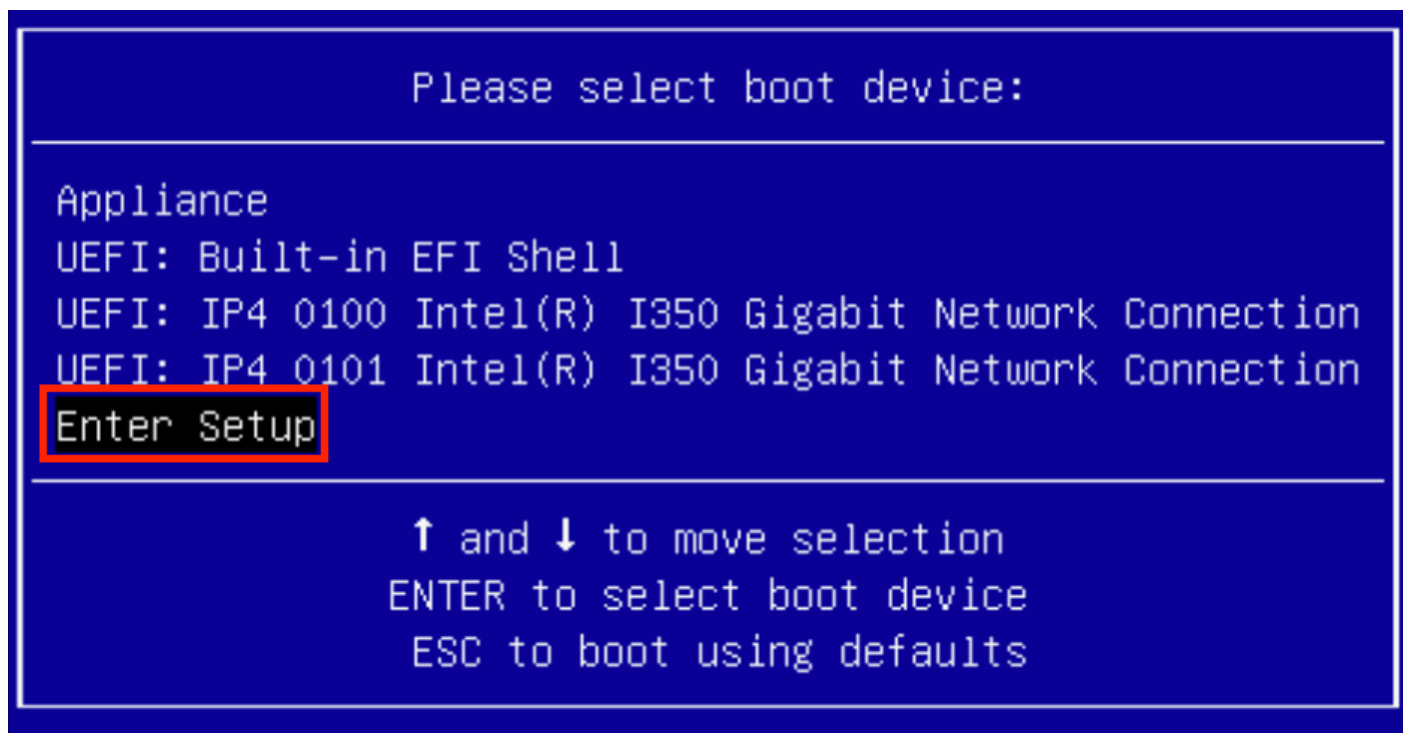 Please select boot device:
Appliance
UEFI: Built-in EFI Shell
UEFI: IP4 0100 Intel(R) I350 Gigabit Network Connection
UEFI: IP4 0101 Intel(R) I350 Gigabit Network Connection
Enter Setup
↑ and ↓ to move selection
ENTER to select boot device
ESC to boot using defaults